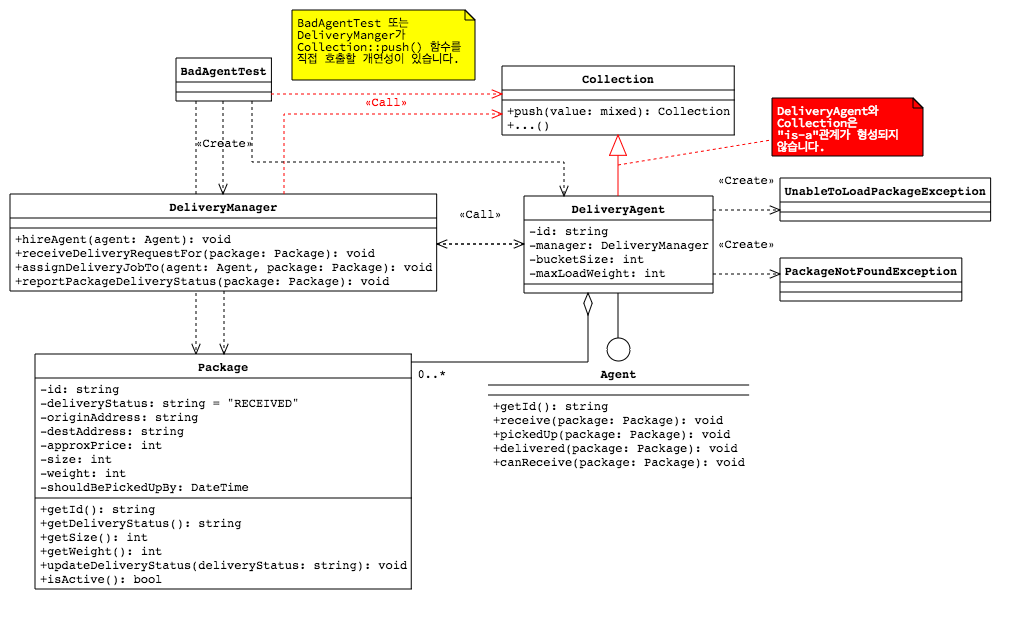 BadAgentTest 또는
DeliveryManger가
Collection::push() 함수를
직접 호출할 개연성이 있습니다.
BadAgentTest
Collection
+push(value: mixed): Collection
+...()
«Call»
DeliveryAgent와
Collection은
"is-a"관계가 형성되지
않습니다.
«Create»
DeliveryManager
+hireAgent(agent: Agent): void
+receiveDeliveryRequestFor(package: Package): void
+assignDeliveryJobTo(agent: Agent, package: Package): void
+reportPackageDeliveryStatus(package: Package): void
«Call»
DeliveryAgent
-id: string
-manager: DeliveryManager
-bucketSize: int
-maxLoadWeight: int
«Create»
UnableToLoadPackageException
«Create»
PackageNotFoundException
Package
-id: string
-deliveryStatus: string = "RECEIVED"
-originAddress: string
-destAddress: string
-approxPrice: int
-size: int
-weight: int
-shouldBePickedUpBy: DateTime
+getId(): string
+getDeliveryStatus(): string
+getSize(): int
+getWeight(): int
+updateDeliveryStatus(deliveryStatus: string): void
+isActive(): bool
0..*
Agent
+getId(): string
+receive(package: Package): void
+pickedUp(package: Package): void
+delivered(package: Package): void
+canReceive(package: Package): void